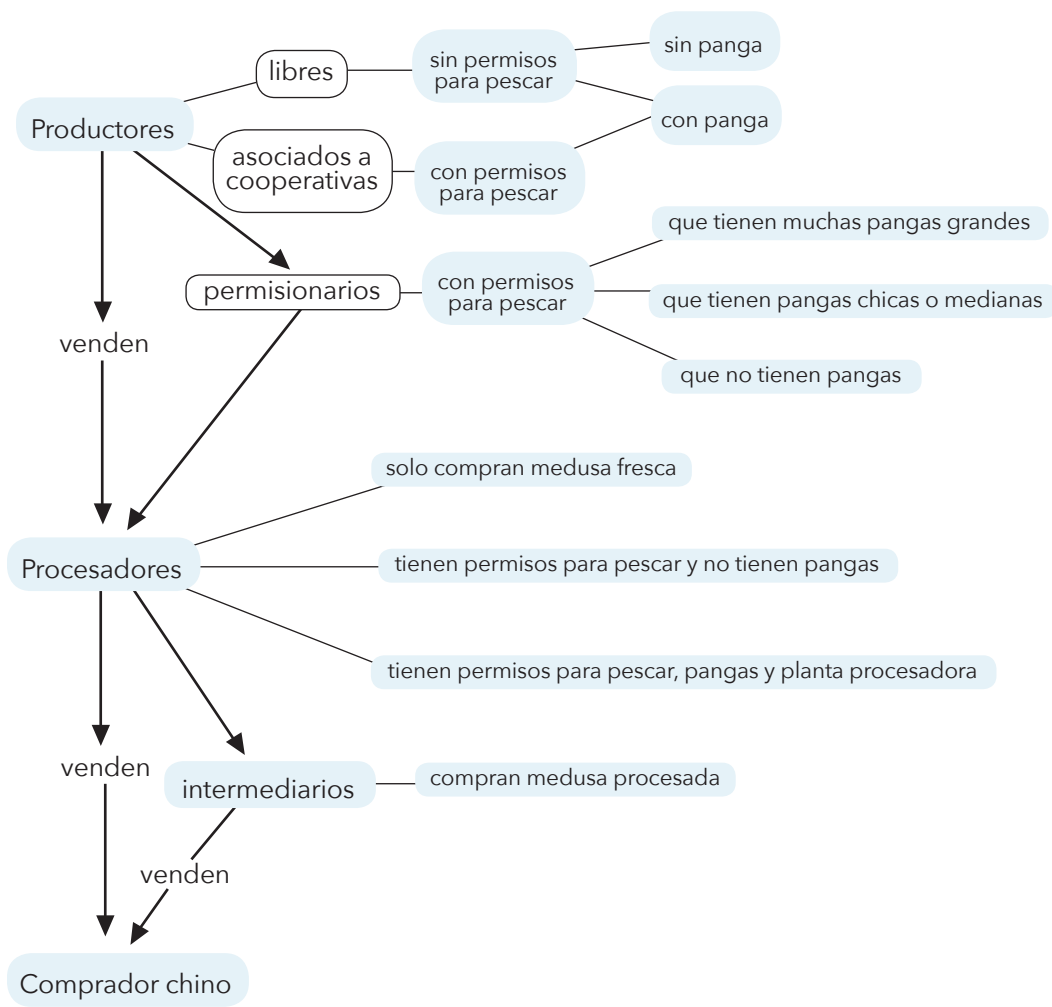 sin panga
libres
sin permisos
para pescar
con panga
Productores
asociados a
cooperativas
con permisos
para pescar
que tienen muchas pangas grandes
permisionarios
con permisos
para pescar
que tienen pangas chicas o medianas
venden
que no tienen pangas
solo compran medusa fresca
Procesadores
tienen permisos para pescar y no tienen pangas
tienen permisos para pescar, pangas y planta procesadora
venden
intermediarios
compran medusa procesada
venden
Comprador chino